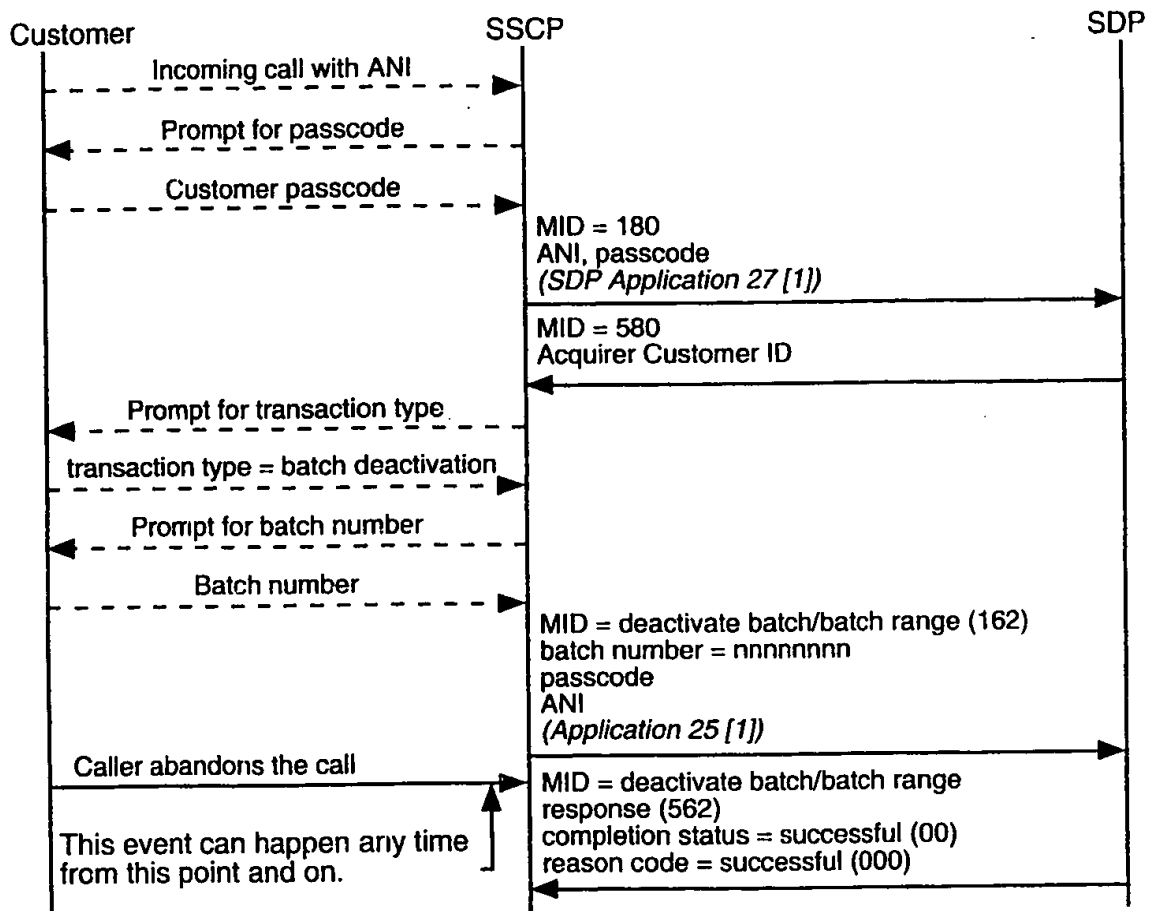 Customer
SSCP
SDP
Incoming call with ANI
Prompt for passcode
Customer passcode
MID = 180
ANI, passcode
(SDP Application 27 [1])
MID = 580
Acquirer Customer ID
Prompt for transaction type
transaction type = batch deactivation
Prompt for batch number
Batch number
MID = deactivate batch/batch range (162)
batch number = nnnnnnnn
passcode
ANI
(Application 25 [1])
Caller abandons the call
MID = deactivate batch/batch range
response (562)
completion status = successful (00)
reason code = successful (000)
This event can happen any time
from this point and on.